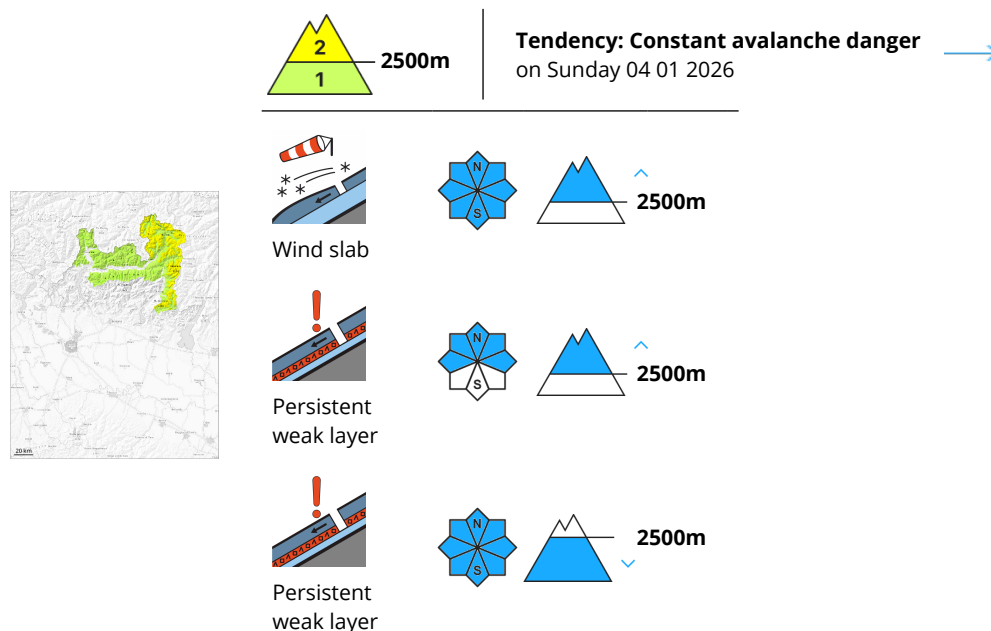 2
2500m
1
Tendency: Constant avalanche danger
on Sunday 04 01 2026
N
S
2500m
Wind slab
N
S
2500m
Persistent
weak layer
N
S
2500m
Persistent
weak layer
20 km